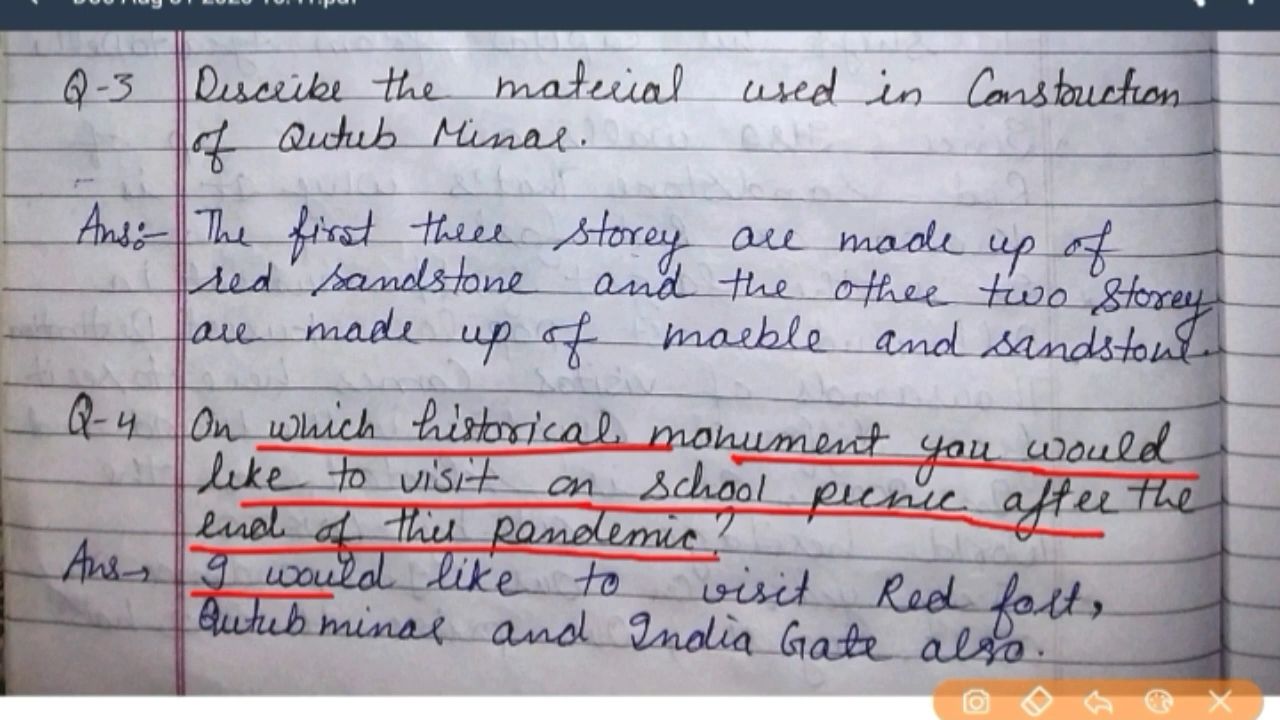 Q-3 Describe the material used in Construction
of Qutub Minar.
Ans:- The first three storey are made up of
red sandstone and the other two storey
are made up of marble and sandstone.
Q-4 On which historical monument you would
like to visit on school picnic after the
end of this pandemic?
Ans→ I would like to visit Red fort,
Qutub minar and India Gate also.